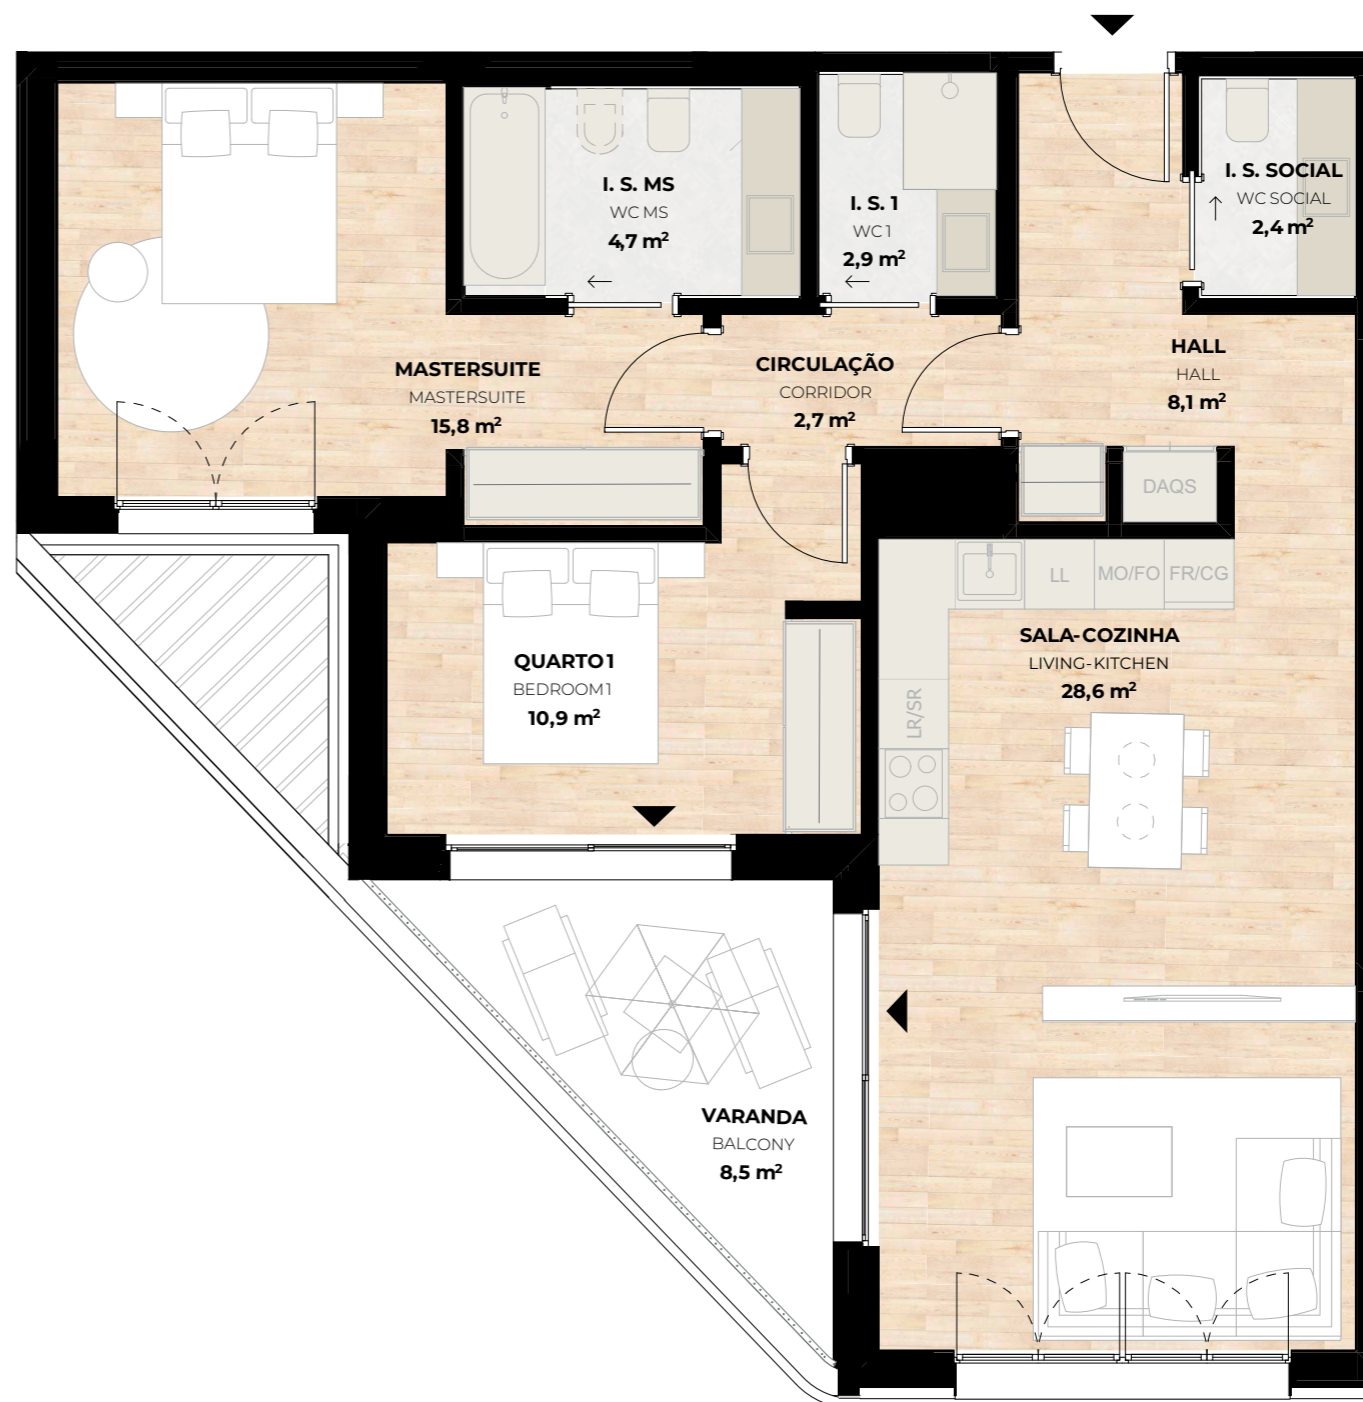 I. S. MS
WC MS
4,7 m²
I. S. 1
WC 1
2,9 m²
I. S. SOCIAL
WC SOCIAL
2,4 m²
MASTERSUITE
MASTERSUITE
15,8 m²
CIRCULAÇÃO
CORRIDOR
2,7 m²
HALL
HALL
8,1 m²
DAQS
LL
MO/FO
FR/CG
SALA-COZINHA
LIVING-KITCHEN
28,6 m²
LR/SR
QUARTO 1
BEDROOM 1
10,9 m²
VARANDA
BALCONY
8,5 m²